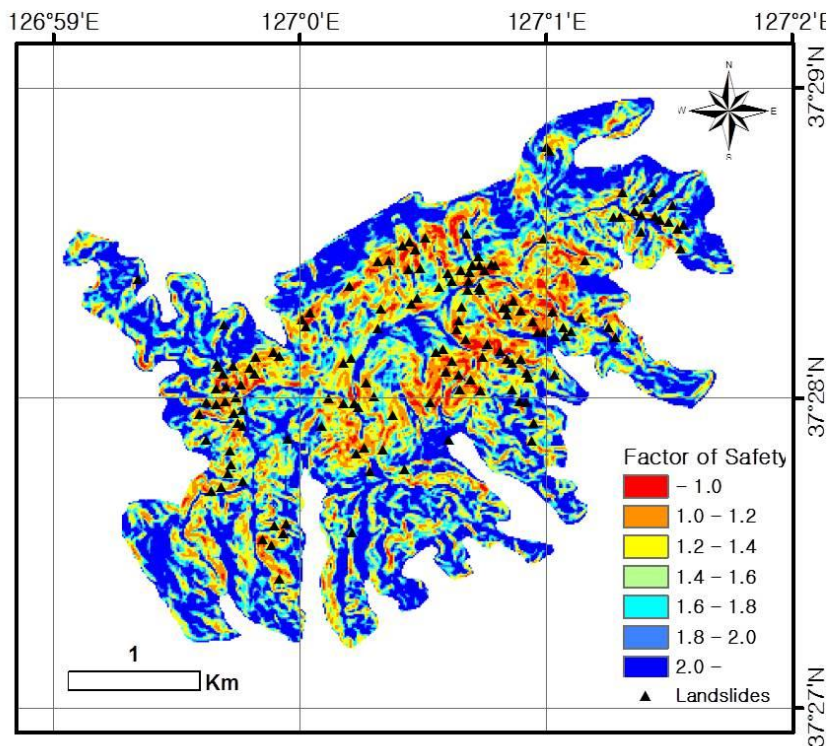 126°59'E 127°0'E 127°1'E 127°2'E
N
W E
S
37°29'N
37°28'N
Factor of Safety
- 1.0
1.0 - 1.2
1.2 - 1.4
1.4 - 1.6
1.6 - 1.8
1.8 - 2.0
2.0 -
Landslides
1
Km
37°27'N